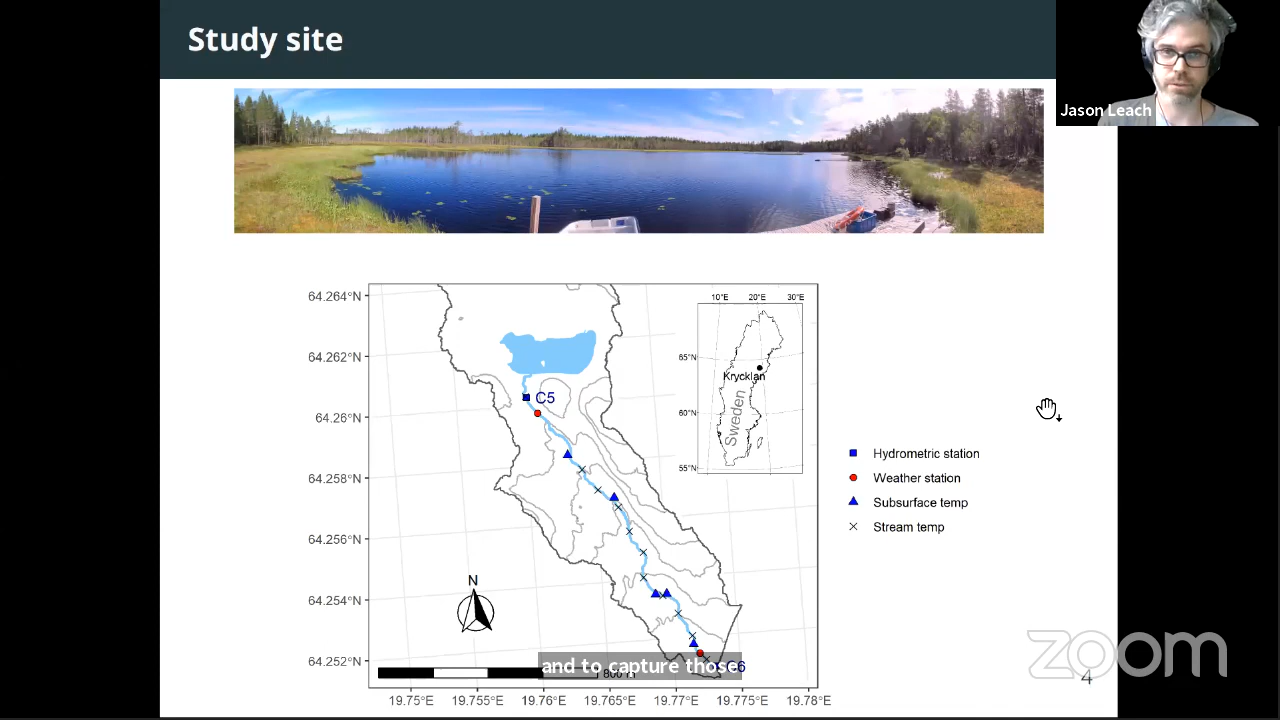 Study site
Jason Leach
64.264°N
64.262°N
64.26°N
64.258°N
64.256°N
64.254°N
64.252°N
10°E 20°E 30°E
65°N
60°N
55°N
Krycklan
Sweden
C5
Hydrometric station
Weather station
Subsurface temp
Stream temp
N
and to capture those
19.75°E 19.755°E 19.76°E 19.765°E 19.77°E 19.775°E 19.78°E
zoom
4